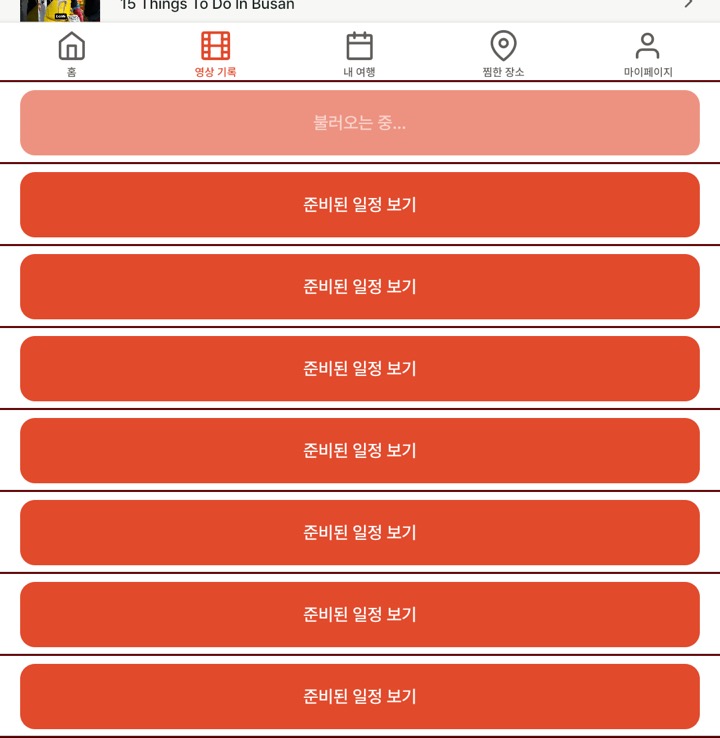 15 Things To Do In Busan
홈
영상 기록
내 여행
찜한 장소
마이페이지
불러오는 중...
준비된 일정 보기
준비된 일정 보기
준비된 일정 보기
준비된 일정 보기
준비된 일정 보기
준비된 일정 보기
준비된 일정 보기